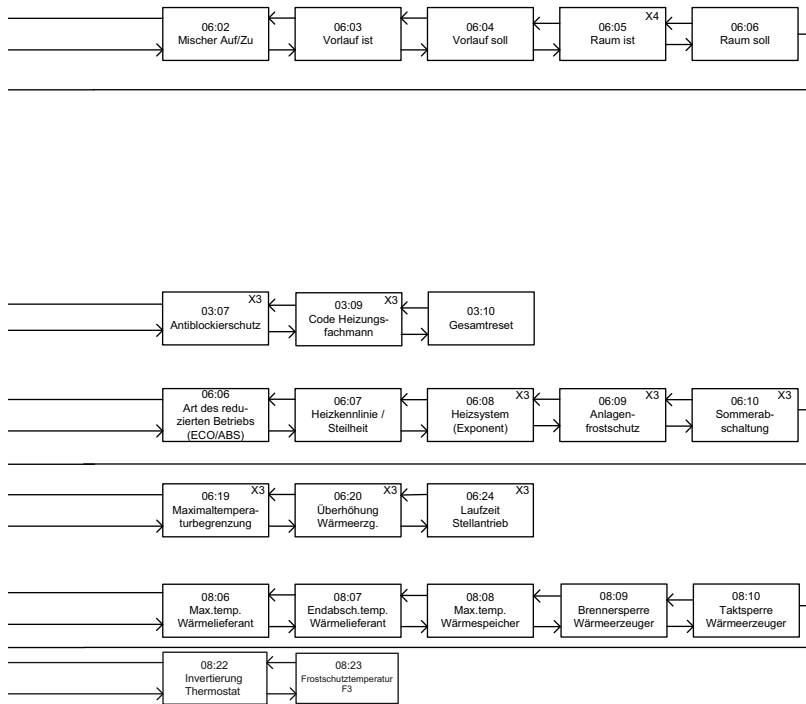 06:02
Mischer Auf/Zu
06:03
Vorlauf ist
06:04
Vorlauf soll
X4
06:05
Raum ist
06:06
Raum soll
X3
03:07
Antiblockierschutz
X3
03:09
Code Heizungs-
fachmann
03:10
Gesamtreset
06:06
Art des redu-
zierten Betriebs
(ECO/ABS)
06:07
Heizkennlinie /
Steilheit
X3
06:08
Heizsystem
(Exponent)
X3
06:09
Anlagen-
frostschutz
X3
06:10
Sommerab-
schaltung
X3
06:19
Maximaltempera-
turbegrenzung
X3
06:20
Überhöhung
Wärmeerzg.
X3
06:24
Laufzeit
Stellantrieb
08:06
Max.temp.
Wärmelieferant
08:07
Endabsch.temp.
Wärmelieferant
08:08
Max.temp.
Wärmespeicher
08:09
Brennersperre
Wärmeerzeuger
08:10
Taktsperre
Wärmeerzeuger
08:22
Invertierung
Thermostat
08:23
Frostschutztemperatur
F3